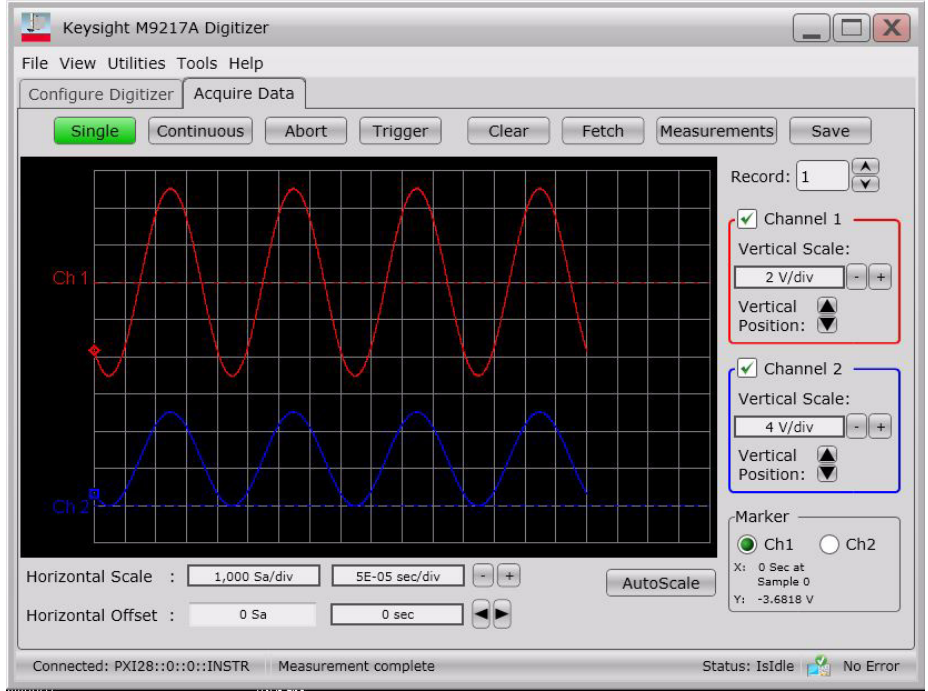 Keysight M9217A Digitizer
File View Utilities Tools Help
Configure Digitizer Acquire Data
Single Continuous Abort Trigger Clear Fetch Measurements Save
Record: 1
Channel 1
Vertical Scale:
2 V/div - +
Vertical
Position:
Ch 1
Channel 2
Vertical Scale:
4 V/div - +
Vertical
Position:
Ch 2
Marker
Ch1 Ch2
X: 0 Sec at
Sample 0
Y: -3.6818 V
Horizontal Scale : 1,000 Sa/div 5E-05 sec/div - + AutoScale
Horizontal Offset : 0 Sa 0 sec
Connected: PXI28::0::0::INSTR Measurement complete Status: IsIdle No Error